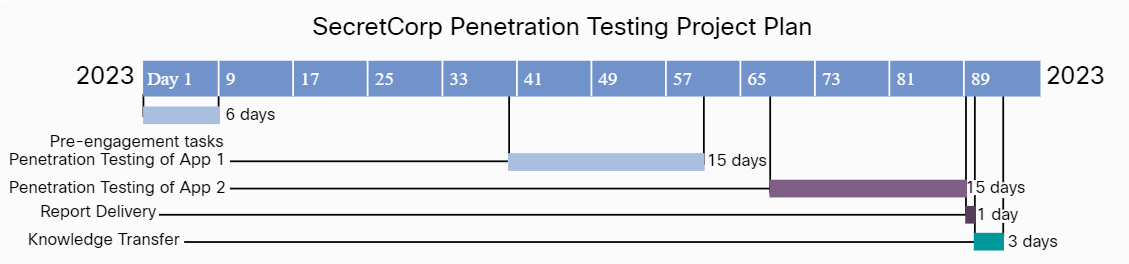 SecretCorp Penetration Testing Project Plan
2023 Day 1 9 17 25 33 41 49 57 65 73 81 89 2023
6 days
Pre-engagement tasks
Penetration Testing of App 1 15 days
Penetration Testing of App 2 15 days
Report Delivery 1 day
Knowledge Transfer 3 days